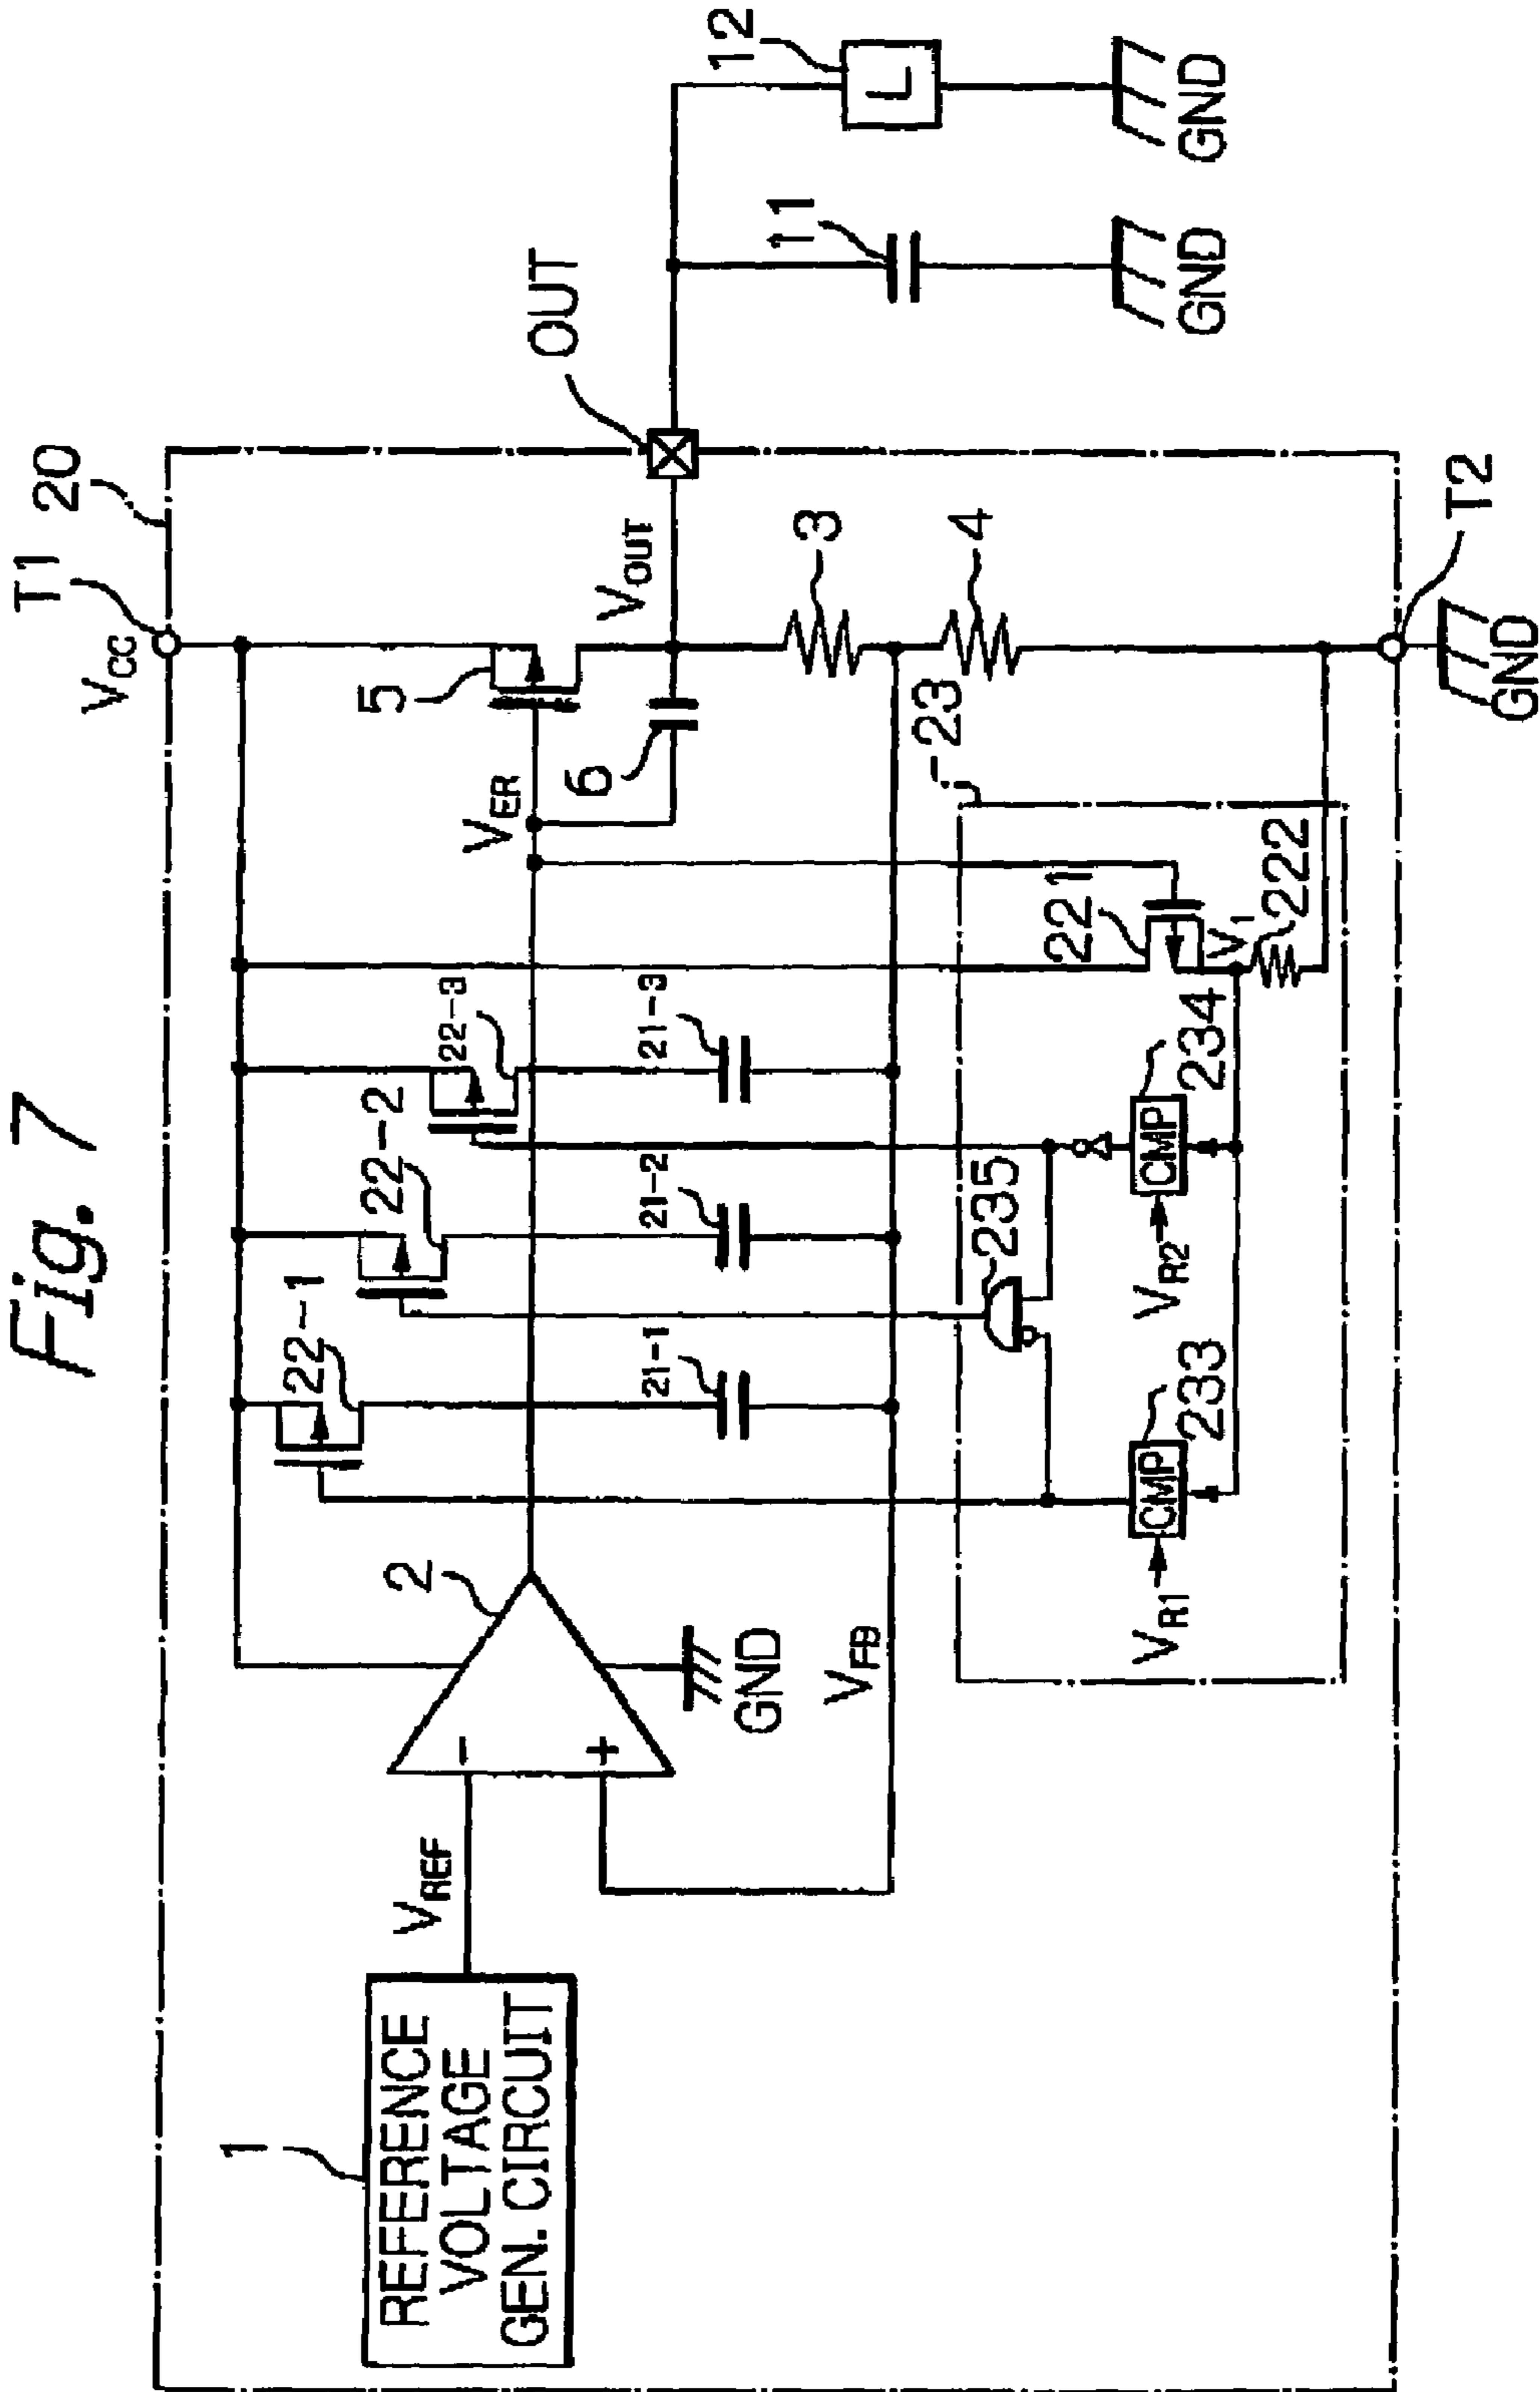 Fig. 7
T1
20
VCC
5
22-1
22-2
22-3
OUT
12
L
2
VER
6
VOUT
11
1
REFERENCE
VOLTAGE
GEN. CIRCUIT
VREF
-
+
GND
21-1
21-2
21-3
3
4
GND
GND
VFB
23
235
221
V1
222
VR1
CMP
233
VR2
CMP
234
T2
GND